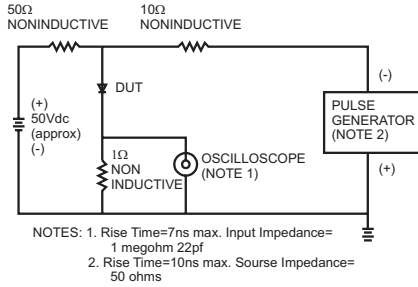 50Ω
NONINDUCTIVE
10Ω
NONINDUCTIVE
(+)
50Vdc
(approx)
(-)
DUT
1Ω
NON
INDUCTIVE
OSCILLOSCOPE
(NOTE 1)
(-)
PULSE
GENERATOR
(NOTE 2)
(+)
NOTES: 1. Rise Time=7ns max. Input Impedance=
1 megohm 22pf
2. Rise Time=10ns max. Sourse Impedance=
50 ohms